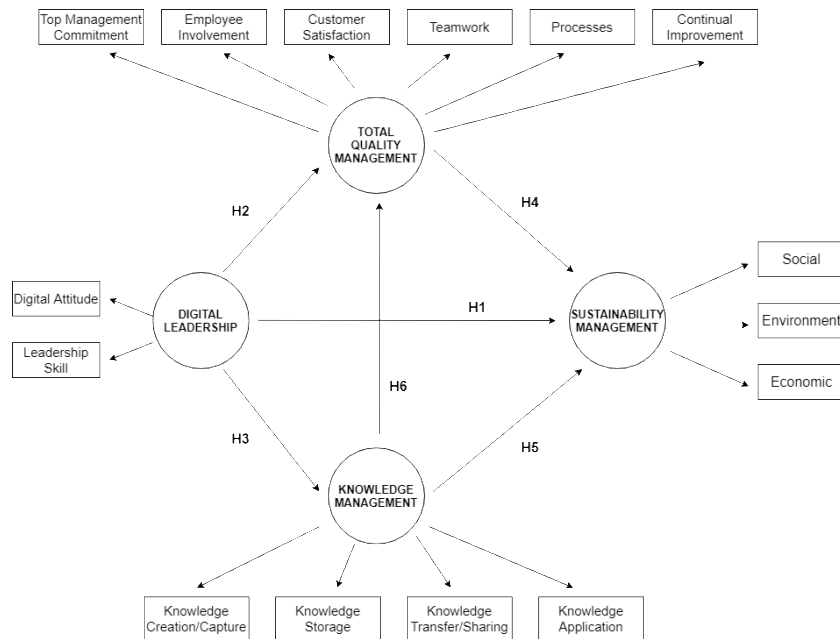 Top Management
Commitment
Employee
Involvement
Customer
Satisfaction
Teamwork
Processes
Continual
Improvement
TOTAL
QUALITY
MANAGEMENT
H2
H4
Social
Digital Attitude
DIGITAL
LEADERSHIP
H1
SUSTAINABILITY
MANAGEMENT
Environment
Leadership
Skill
H6
Economic
H3
H5
KNOWLEDGE
MANAGEMENT
Knowledge
Creation/Capture
Knowledge
Storage
Knowledge
Transfer/Sharing
Knowledge
Application